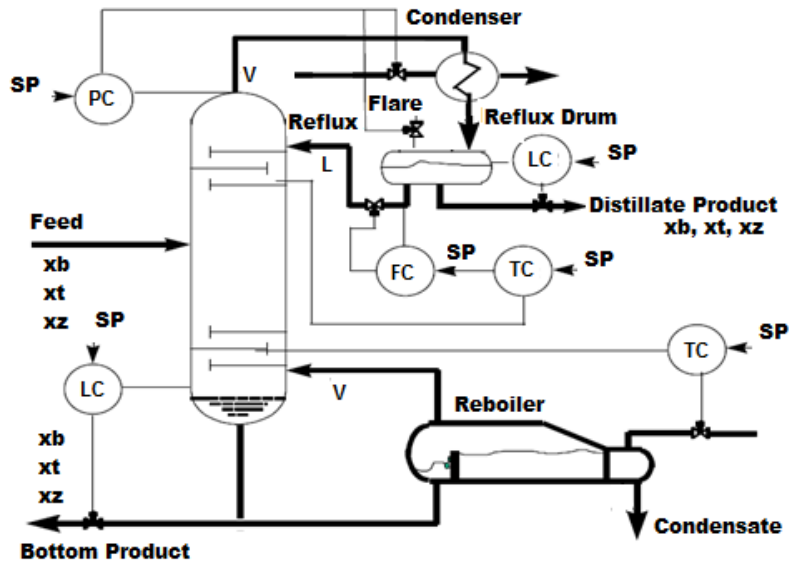 Condenser
SP
PC
V
Flare
Reflux
Reflux Drum
LC
SP
L
Distillate Product
xb, xt, xz
Feed
xb
xt
xz
FC
SP
TC
SP
SP
LC
TC
SP
V
Reboiler
xb
xt
xz
Condensate
Bottom Product